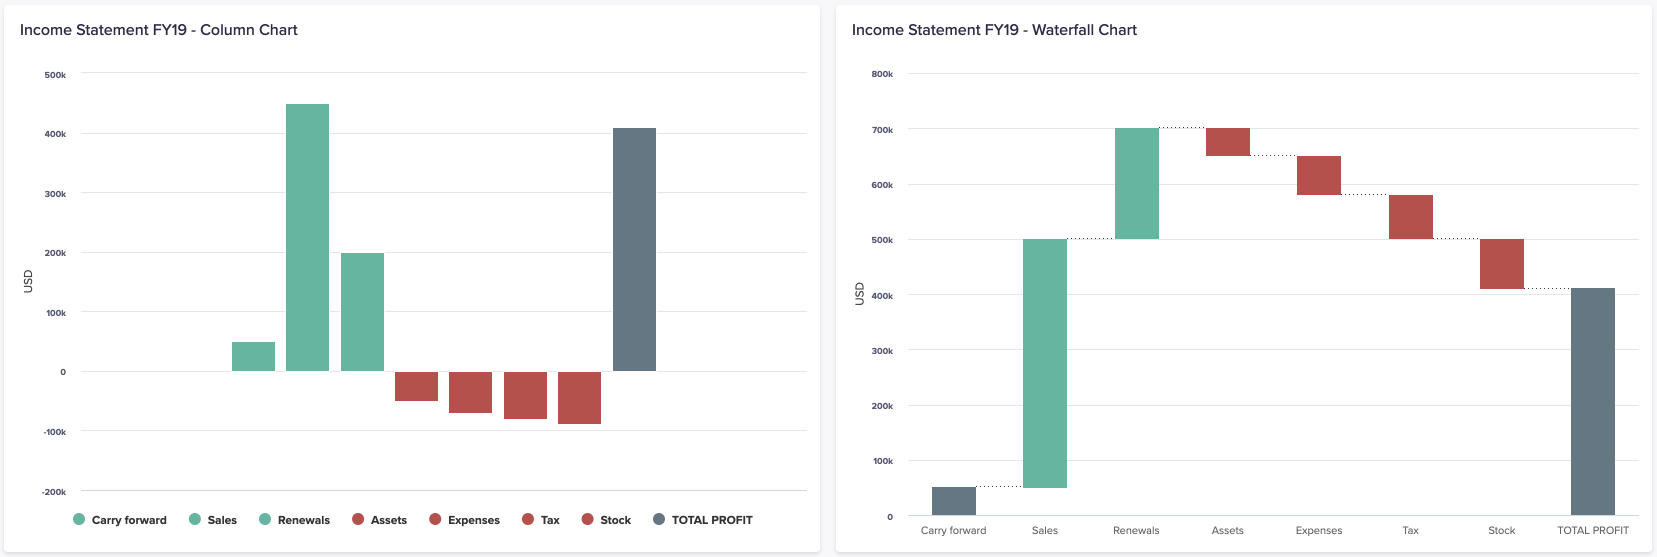 Income Statement FY19 - Column Chart
500k
400k
300k
200k
100k
0
-100k
-200k
USD
Carry forward Sales Renewals Assets Expenses Tax Stock TOTAL PROFIT
Income Statement FY19 - Waterfall Chart
800k
700k
600k
500k
400k
300k
200k
100k
0
USD
Carry forward Sales Renewals Assets Expenses Tax Stock TOTAL PROFIT